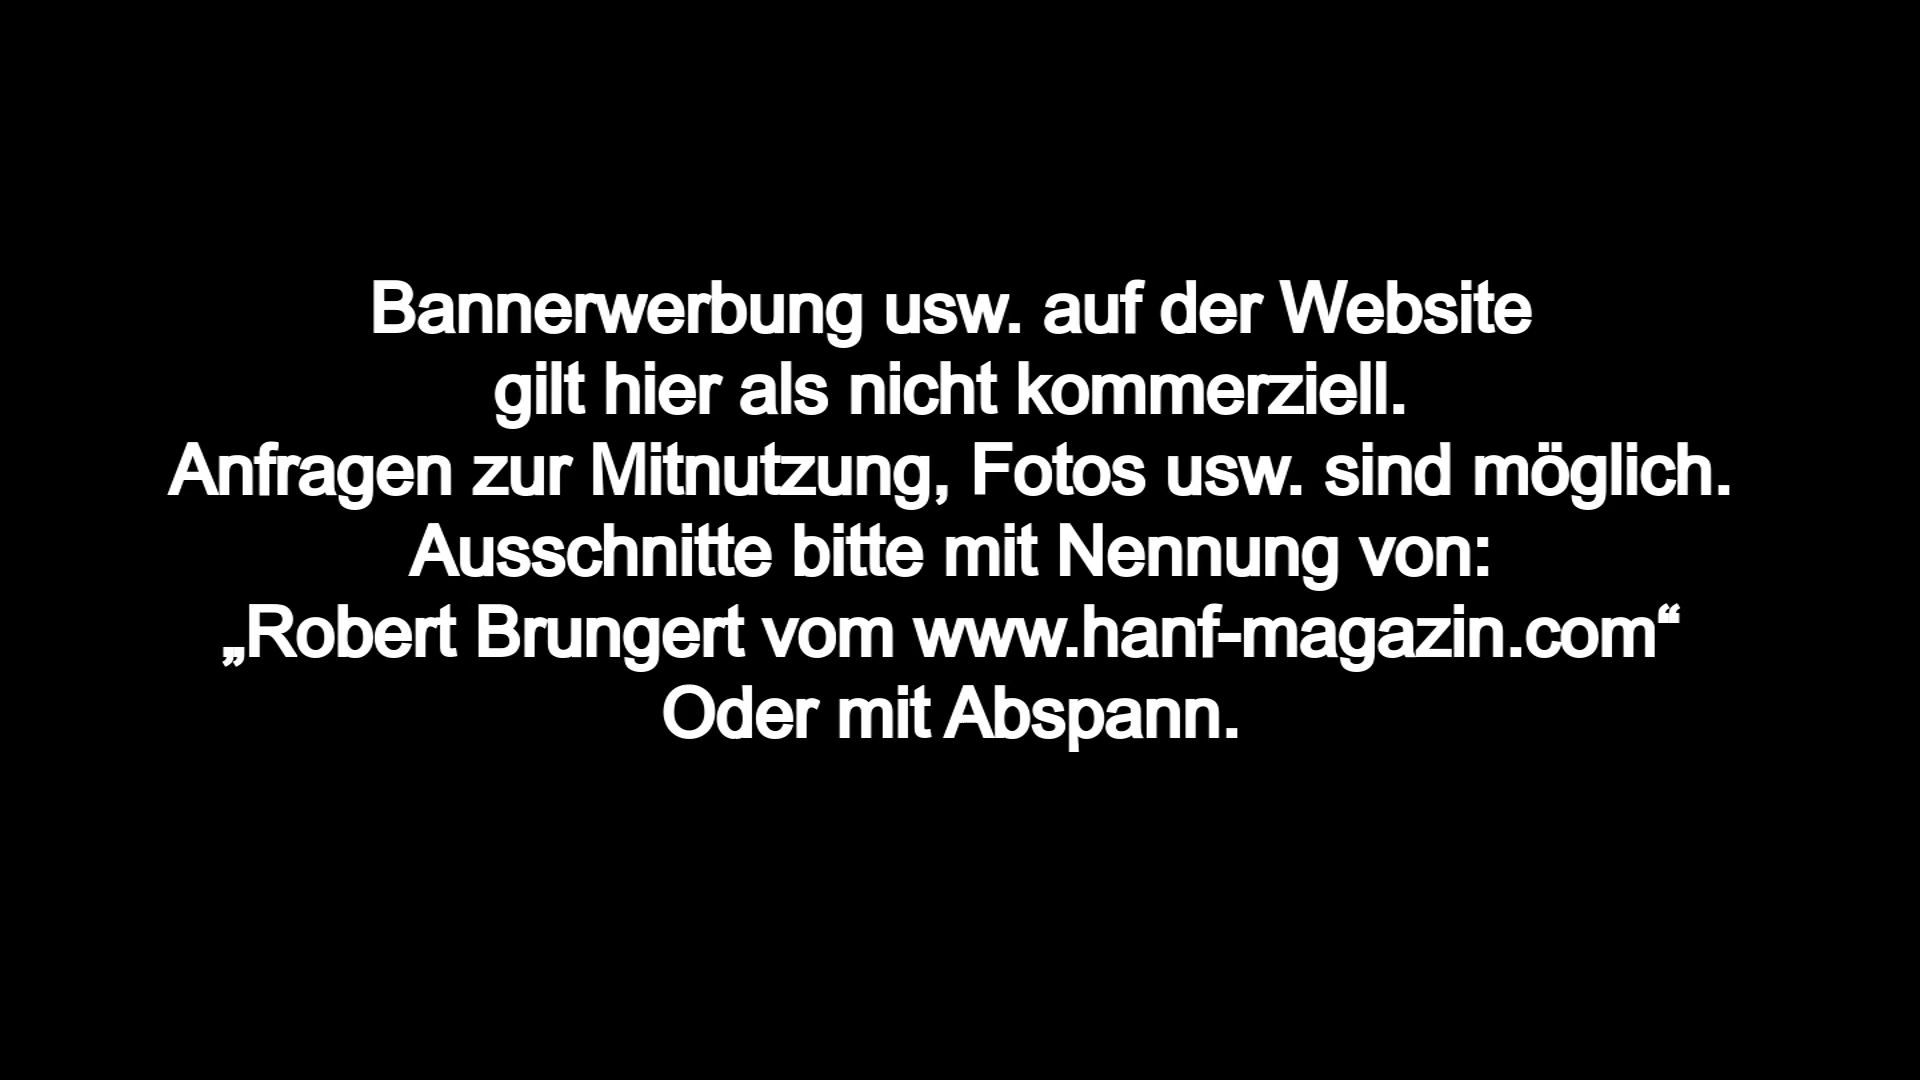 Bannerwerbung usw. auf der Website
gilt hier als nicht kommerziell.
Anfragen zur Mitnutzung, Fotos usw. sind möglich.
Ausschnitte bitte mit Nennung von:
„Robert Brungert vom www.hanf-magazin.com“
Oder mit Abspann.